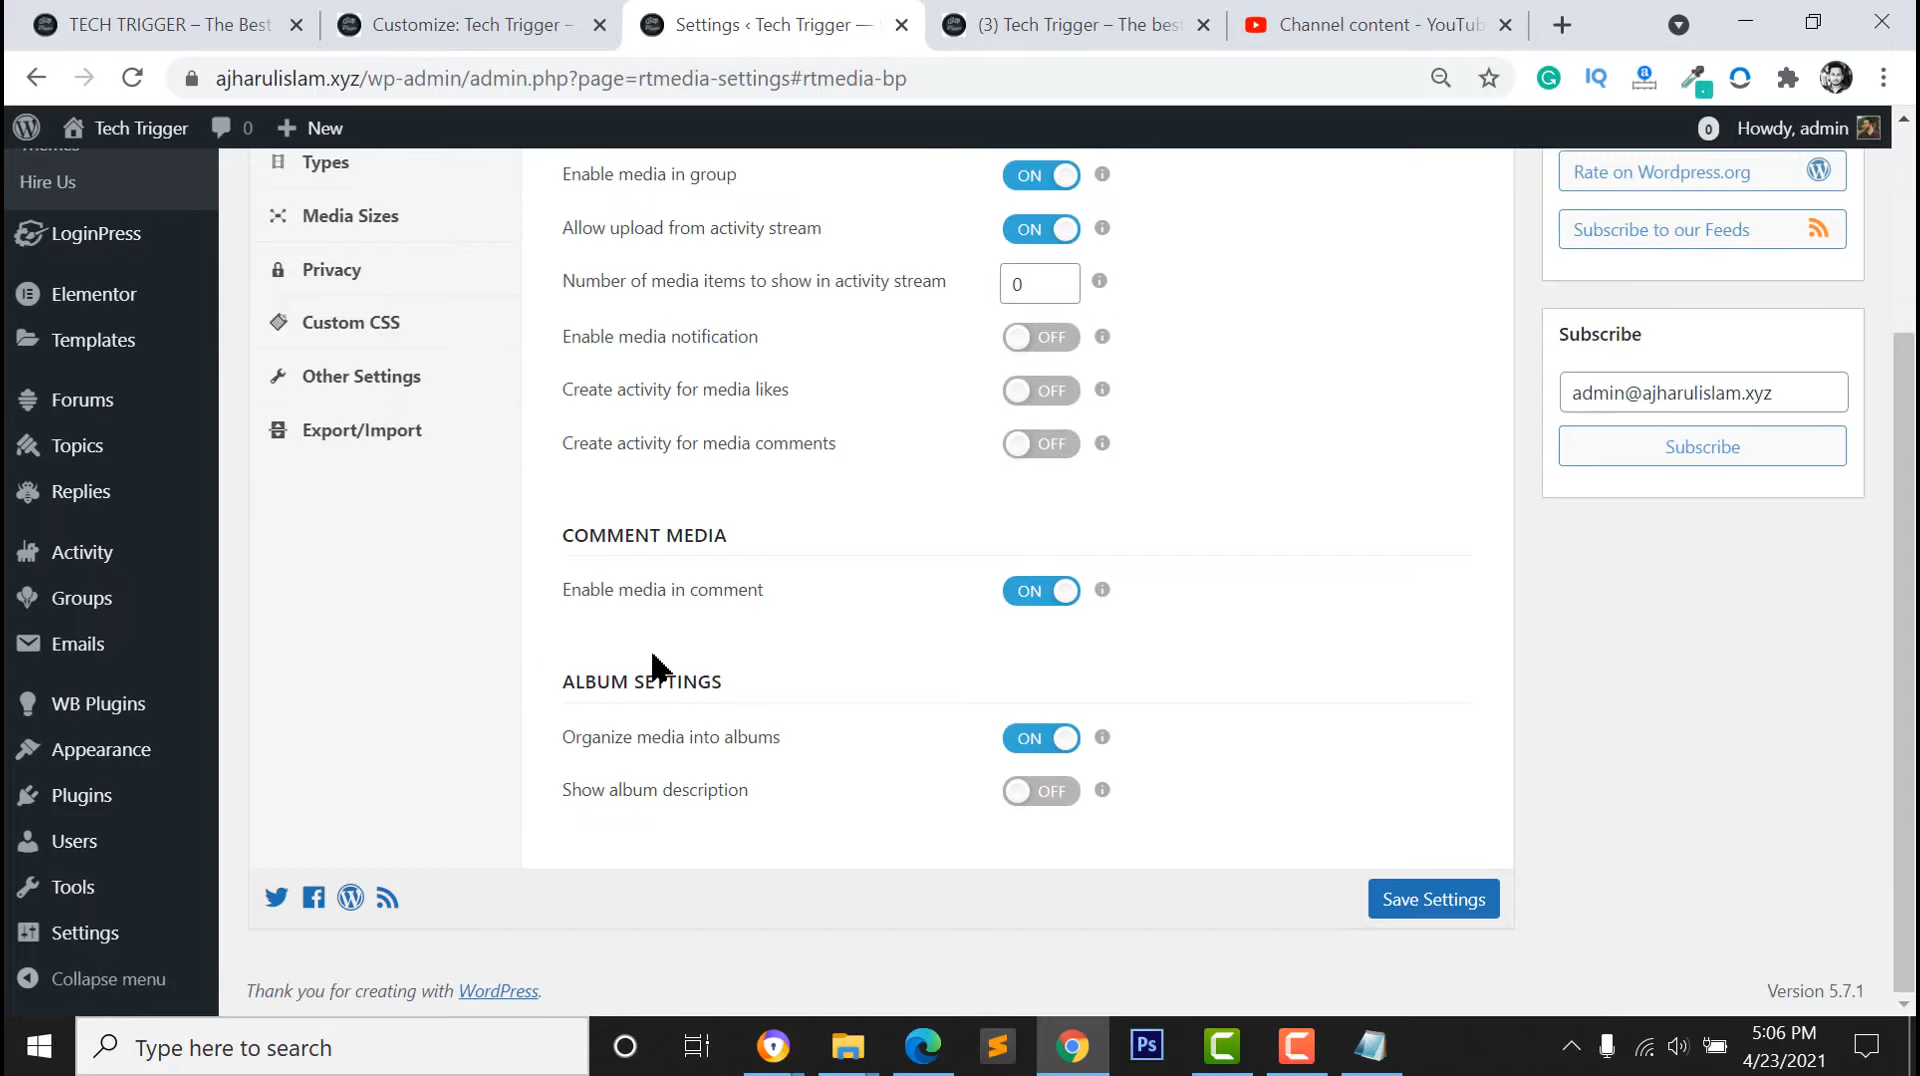 TECH TRIGGER – The Best
Customize: Tech Trigger –
Settings ‹ Tech Trigger —
(3) Tech Trigger – The best
Channel content - YouTub
ajharulislam.xyz/wp-admin/admin.php?page=rtmedia-settings#rtmedia-bp
Tech Trigger
0
New
0
Howdy, admin
Themes
Hire Us
LoginPress
Elementor
Templates
Forums
Topics
Replies
Activity
Groups
Emails
WB Plugins
Appearance
Plugins
Users
Tools
Settings
Collapse menu
Types
Media Sizes
Privacy
Custom CSS
Other Settings
Export/Import
Enable media in group
ON
Allow upload from activity stream
ON
Number of media items to show in activity stream
0
Enable media notification
OFF
Create activity for media likes
OFF
Create activity for media comments
OFF
COMMENT MEDIA
Enable media in comment
ON
ALBUM SETTINGS
Organize media into albums
ON
Show album description
OFF
Save Settings
Rate on Wordpress.org
Subscribe to our Feeds
Subscribe
admin@ajharulislam.xyz
Subscribe
Thank you for creating with WordPress.
Version 5.7.1
Type here to search
Ps
5:06 PM
4/23/2021